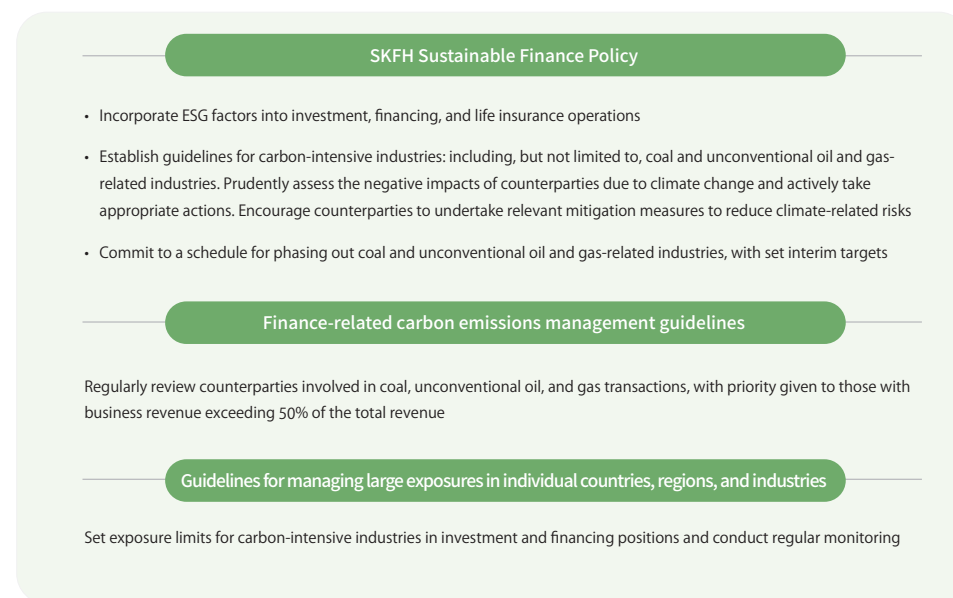 SKFH Sustainable Finance Policy
• Incorporate ESG factors into investment, financing, and life insurance operations
• Establish guidelines for carbon-intensive industries: including, but not limited to, coal and unconventional oil and gas-
related industries. Prudently assess the negative impacts of counterparties due to climate change and actively take
appropriate actions. Encourage counterparties to undertake relevant mitigation measures to reduce climate-related risks
• Commit to a schedule for phasing out coal and unconventional oil and gas-related industries, with set interim targets
Finance-related carbon emissions management guidelines
Regularly review counterparties involved in coal, unconventional oil, and gas transactions, with priority given to those with
business revenue exceeding 50% of the total revenue
Guidelines for managing large exposures in individual countries, regions, and industries
Set exposure limits for carbon-intensive industries in investment and financing positions and conduct regular monitoring